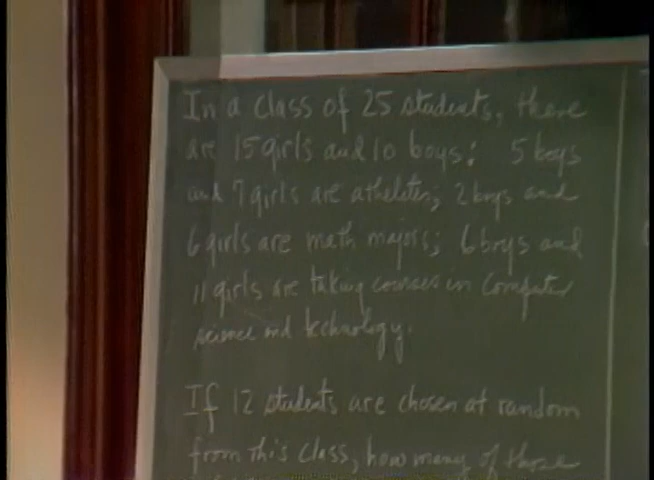 In a class of 25 students, there
are 15 girls and 10 boys: 5 boys
and 7 girls are atheletes; 2 boys and
6 girls are math majors; 6 boys and
11 girls are taking courses in Computer
science and technology.
If 12 students are chosen at random
from this class, how many of those